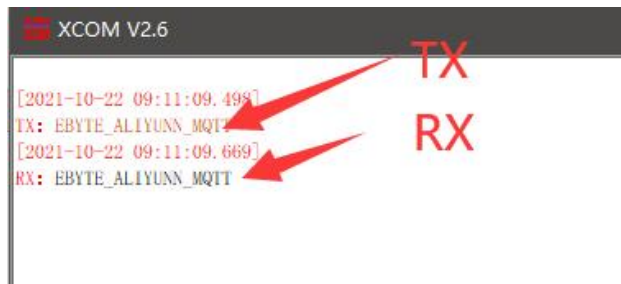 XCOM V2.6
TX
[2021-10-22 09:11:09.498]
TX: EBYTE_ALIYUNN_MQTT
RX
[2021-10-22 09:11:09.669]
RX: EBYTE_ALIYUNN_MQTT